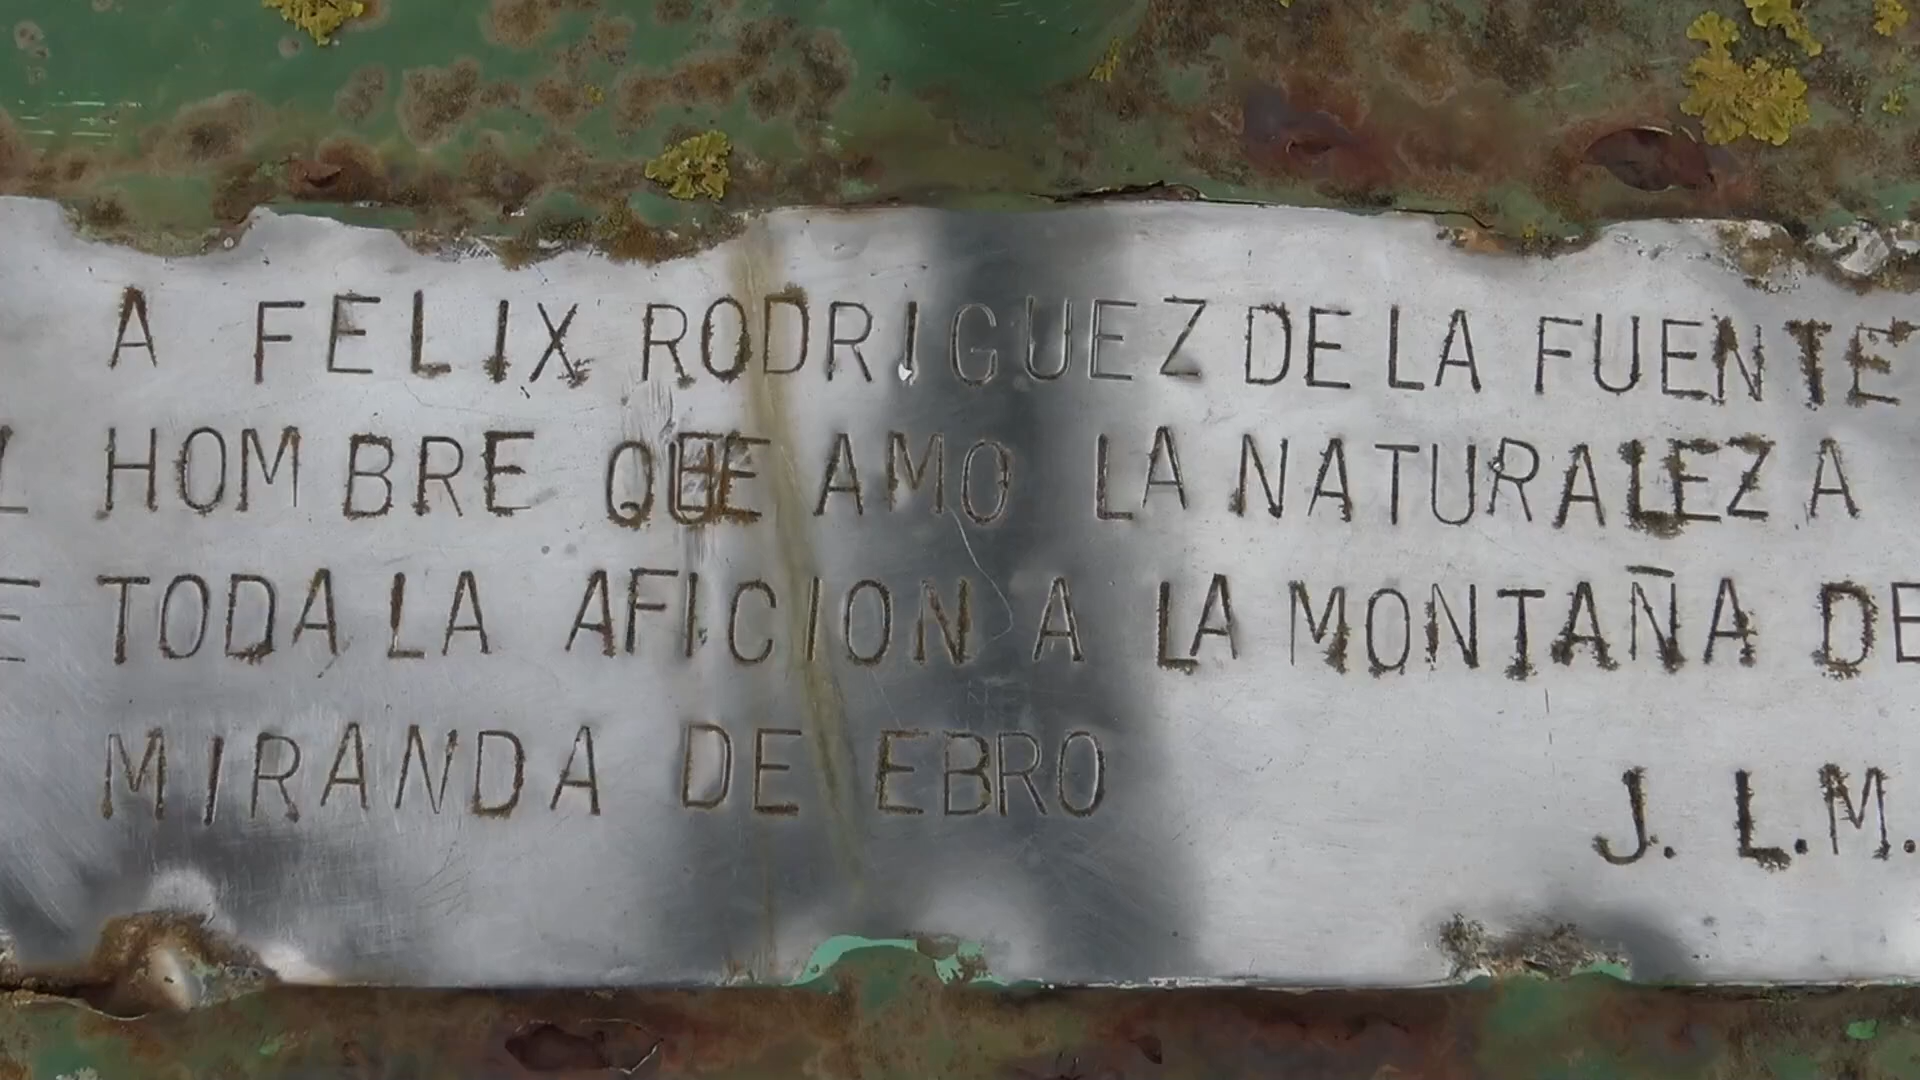 A FELIX RODRIGUEZ DE LA FUENTE
L HOMBRE QUE AMO LA NATURALEZA
E TODA LA AFICION A LA MONTAÑA DE
MIRANDA DE EBRO
J. L.M.